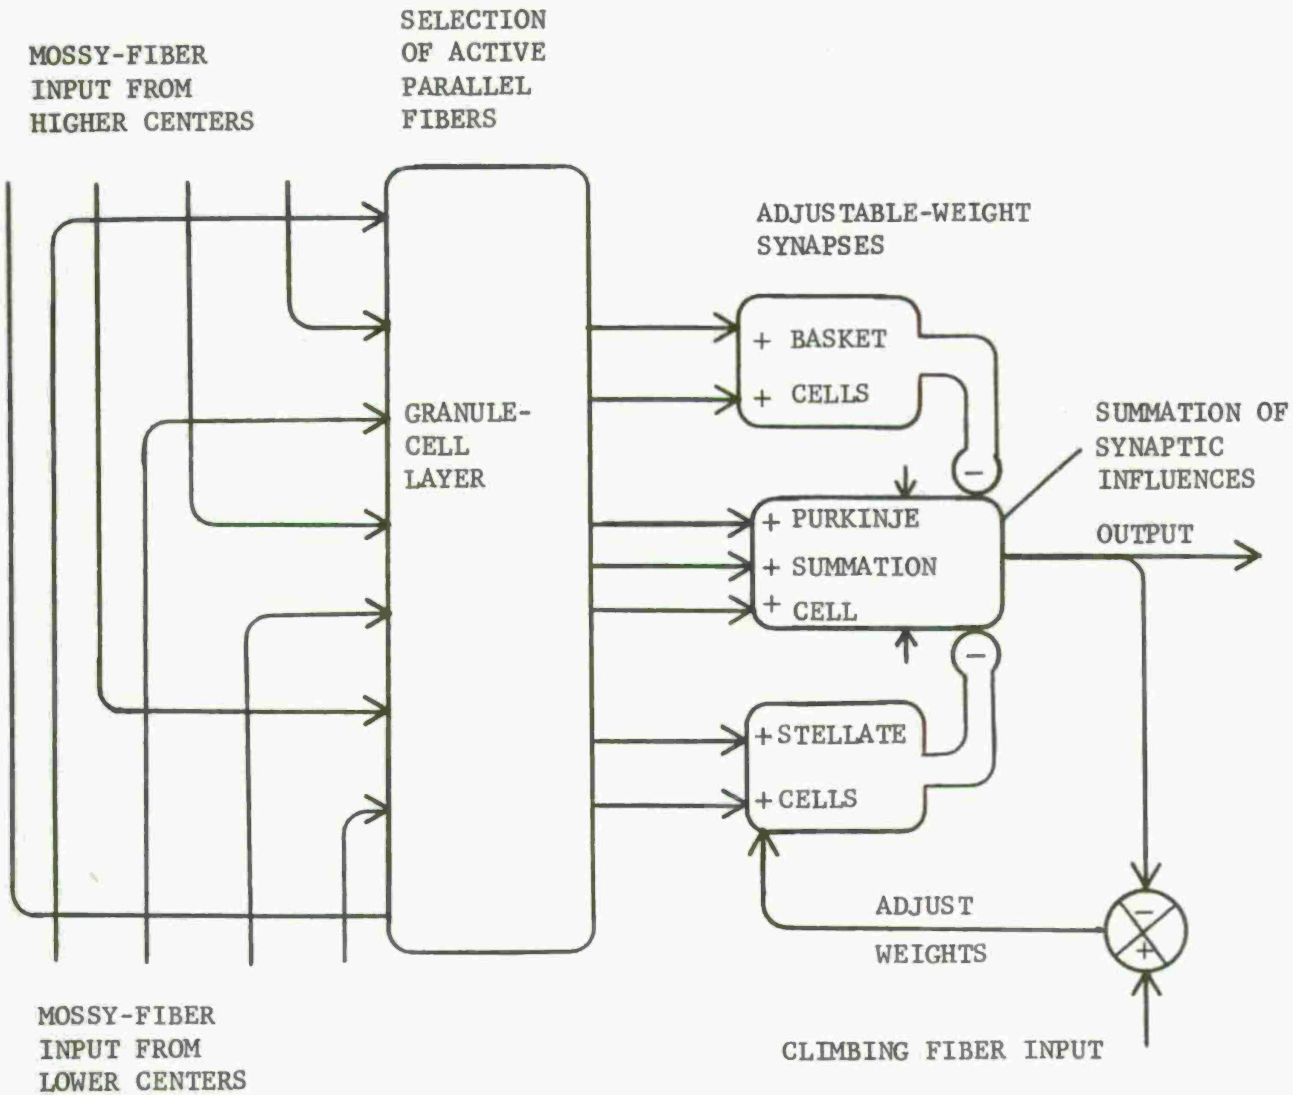 SELECTION
OF ACTIVE
PARALLEL
FIBERS
MOSSY-FIBER
INPUT FROM
HIGHER CENTERS
ADJUSTABLE-WEIGHT
SYNAPSES
+ BASKET
+ CELLS
GRANULE-
CELL
LAYER
SUMMATION OF
SYNAPTIC
INFLUENCES
−
+ PURKINJE
+ SUMMATION
+ CELL
OUTPUT
−
+ STELLATE
+ CELLS
ADJUST
WEIGHTS
−
+
CLIMBING FIBER INPUT
MOSSY-FIBER
INPUT FROM
LOWER CENTERS